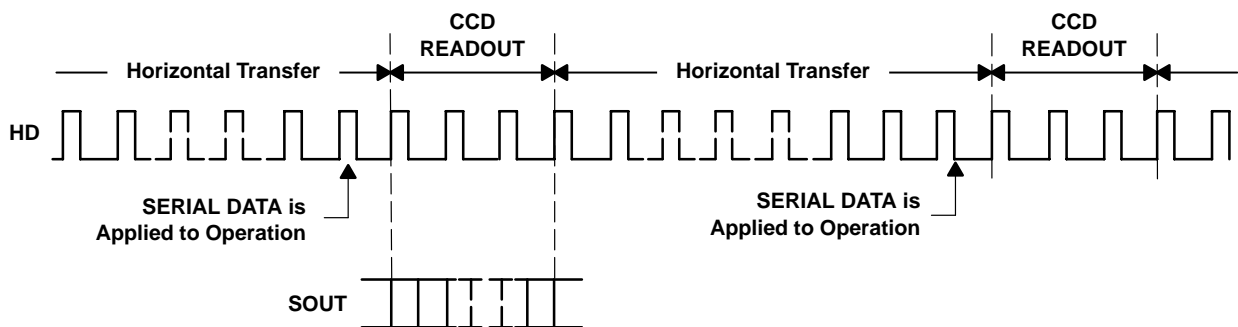 CCD
READOUT
CCD
READOUT
Horizontal Transfer
Horizontal Transfer
HD
SERIAL DATA is
Applied to Operation
SERIAL DATA is
Applied to Operation
SOUT